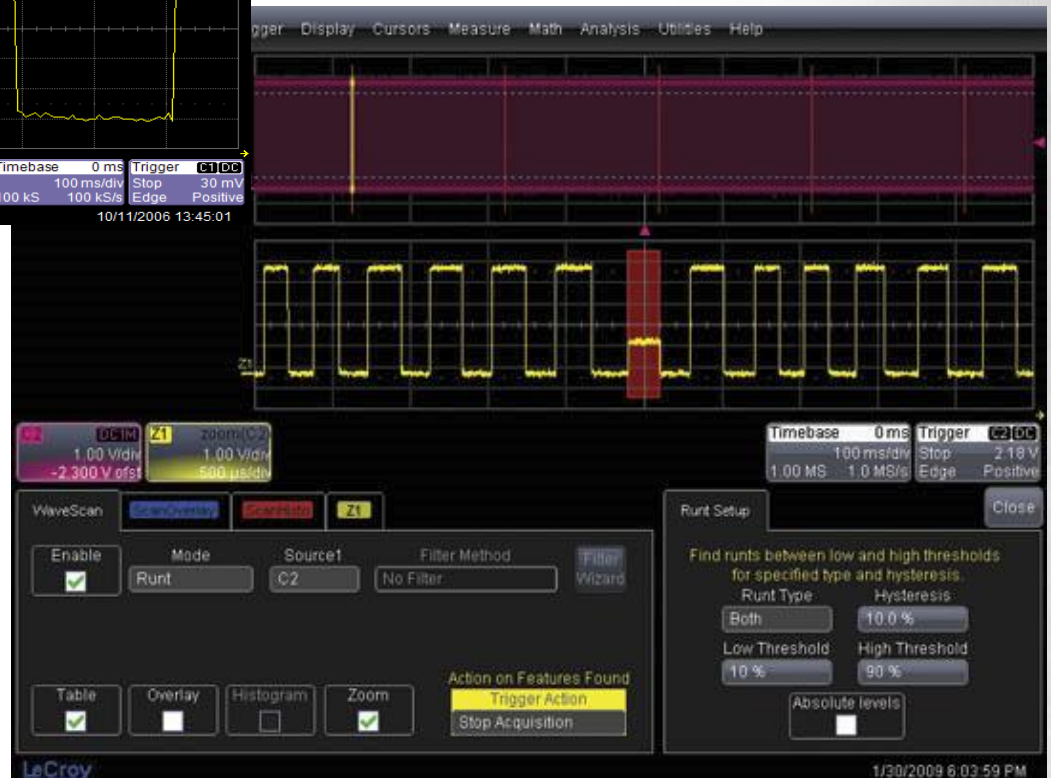 Timebase 0 ms Trigger C1 DC
100 ms/div Stop 30 mV
100 kS 100 kS/s Edge Positive
10/11/2006 13:45:01
gger Display Cursors Measure Math Analysis Utilities Help
Z1
C2 DC1M Z1 zoom(C2)
1.00 V/div 1.00 V/div
-2.300 V ofst 500 µs/div
Timebase 0 ms Trigger C2 DC
100 ms/div Stop 2.18 V
1.00 MS 1.0 MS/s Edge Positive
WaveScan ScanOverlay ScanHisto Z1
Enable Mode Source1 Filter Method Filter Wizard
Runt C2 No Filter
Table Overlay Histogram Zoom
Action on Features Found
Trigger Action
Stop Acquisition
Runt Setup Close
Find runts between low and high thresholds
for specified type and hysteresis.
Runt Type Hysteresis
Both 10.0 %
Low Threshold High Threshold
10 % 90 %
Absolute levels
LeCroy 1/30/2009 6:03:59 PM